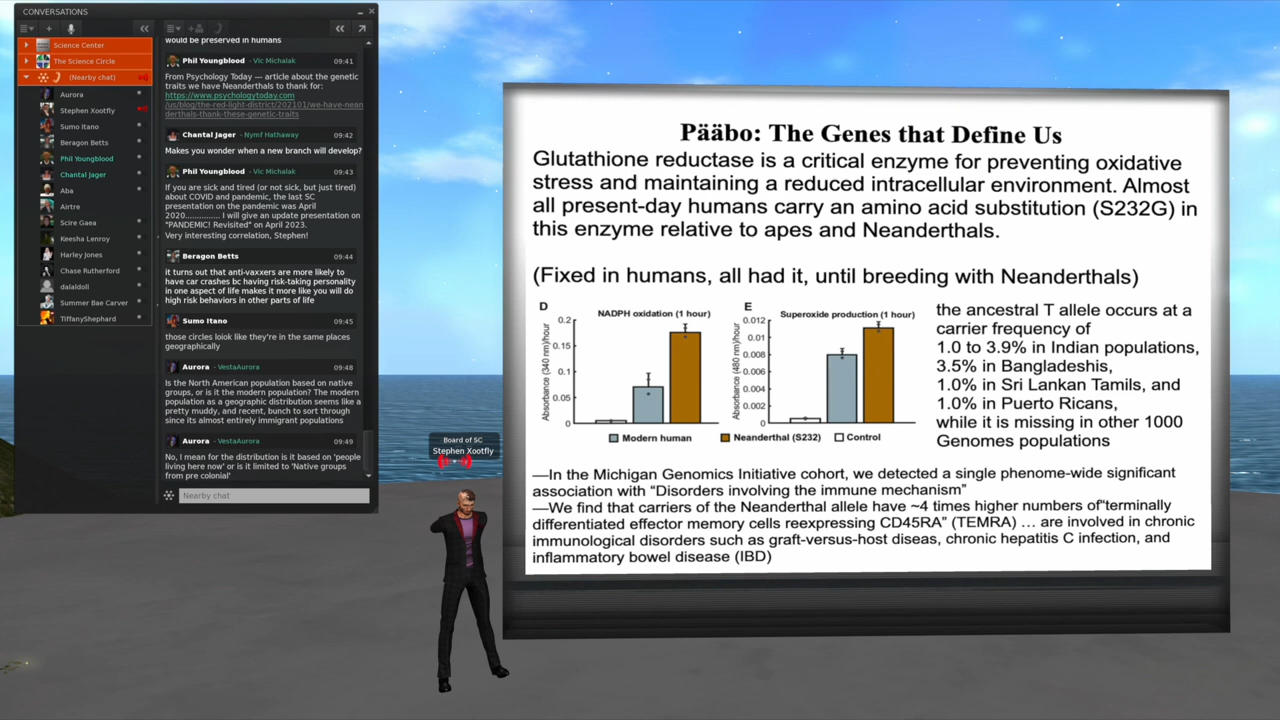 CONVERSATIONS
Science Center
The Science Circle
(Nearby chat)
Aurora
Stephen Xootfly
Sumo Itano
Beragon Betts
Phil Youngblood
Chantal Jager
Aba
Airtre
Scire Gaea
Keesha Lenroy
Harley Jones
Chase Rutherford
dalaldoll
Summer Bae Carver
TiffanyShephard
would be preserved in humans
Phil Youngblood - Vic Michalak 09:41
From Psychology Today --- article about the genetic
traits we have Neanderthals to thank for:
https://www.psychologytoday.com
/us/blog/the-red-light-district/202101/we-have-nean
derthals-thank-these-genetic-traits
Chantal Jager - Nymf Hathaway 09:42
Makes you wonder when a new branch will develop?
Phil Youngblood - Vic Michalak 09:43
If you are sick and tired (or not sick, but just tired)
about COVID and pandemic, the last SC
presentation on the pandemic was April
2020............... I will give an update presentation on
"PANDEMIC! Revisited" on April 2023.
Very interesting correlation, Stephen!
Beragon Betts 09:44
it turns out that anti-vaxxers are more likely to
have car crashes bc having risk-taking personality
in one aspect of life makes it more like you will do
high risk behaviors in other parts of life
Sumo Itano 09:45
those circles loiok like they're in the same places
geographically
Aurora - VestaAurora 09:48
Is the North American population based on native
groups, or is it the modern population? The modern
population as a geographic distribution seems like a
pretty muddy, and recent, bunch to sort through
since its almost entirely immigrant populations
Aurora - VestaAurora 09:49
No, I mean for the distribution is it based on 'people
living here now' or is it limited to 'Native groups
from pre colonial'
Nearby chat
Board of SC
Stephen Xootfly
Pääbo: The Genes that Define Us
Glutathione reductase is a critical enzyme for preventing oxidative
stress and maintaining a reduced intracellular environment. Almost
all present-day humans carry an amino acid substitution (S232G) in
this enzyme relative to apes and Neanderthals.
(Fixed in humans, all had it, until breeding with Neanderthals)
D
NADPH oxidation (1 hour)
Absorbance (340 nm)/hour
0.2
0.15
0.1
0.05
0
E
Superoxide production (1 hour)
Absorbance (480 nm)/hour
0.012
0.01
0.008
0.006
0.004
0.002
0
Modern human
Neanderthal (S232)
Control
the ancestral T allele occurs at a
carrier frequency of
1.0 to 3.9% in Indian populations,
3.5% in Bangladeshis,
1.0% in Sri Lankan Tamils, and
1.0% in Puerto Ricans,
while it is missing in other 1000
Genomes populations
—In the Michigan Genomics Initiative cohort, we detected a single phenome-wide significant
association with “Disorders involving the immune mechanism”
—We find that carriers of the Neanderthal allele have ~4 times higher numbers of“terminally
differentiated effector memory cells reexpressing CD45RA” (TEMRA) … are involved in chronic
immunological disorders such as graft-versus-host diseas, chronic hepatitis C infection, and
inflammatory bowel disease (IBD)